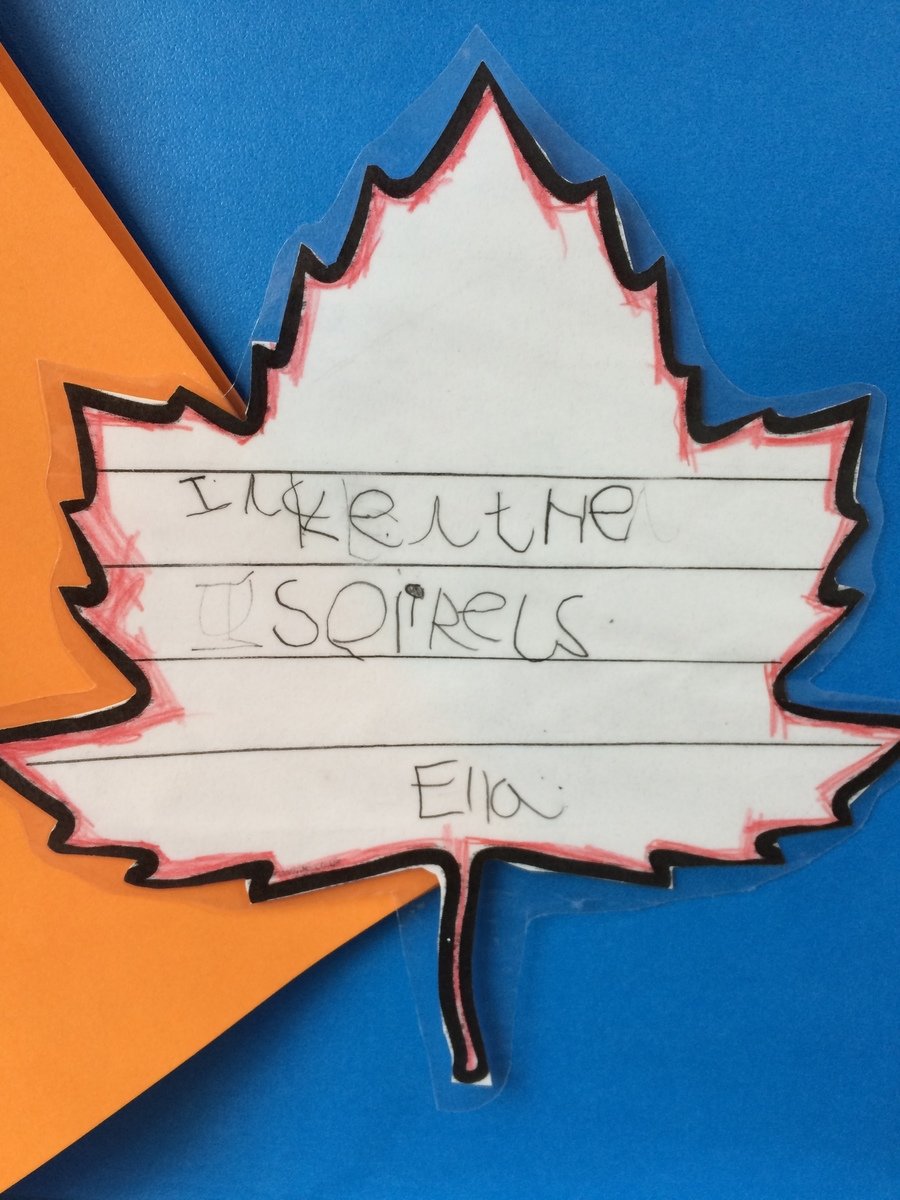 I tHe
SQiRels.
Ella